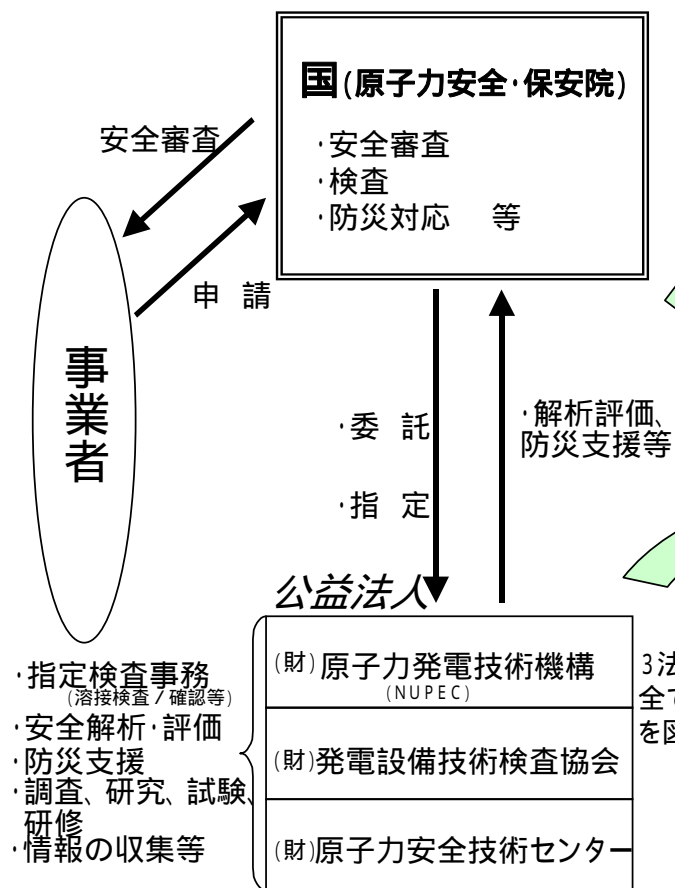 国(原子力安全・保安院)
・安全審査
・検査
・防災対応 等
安全審査
申 請
事業者
・委 託
・指 定
・解析評価、
防災支援等
公益法人
(財)原子力発電技術機構
(NUPEC)
(財)発電設備技術検査協会
(財)原子力安全技術センター
・指定検査事務
(溶接検査/確認等)
・安全解析・評価
・防災支援
・調査、研究、試験、
研修
・情報の収集等
3法
全て
を図